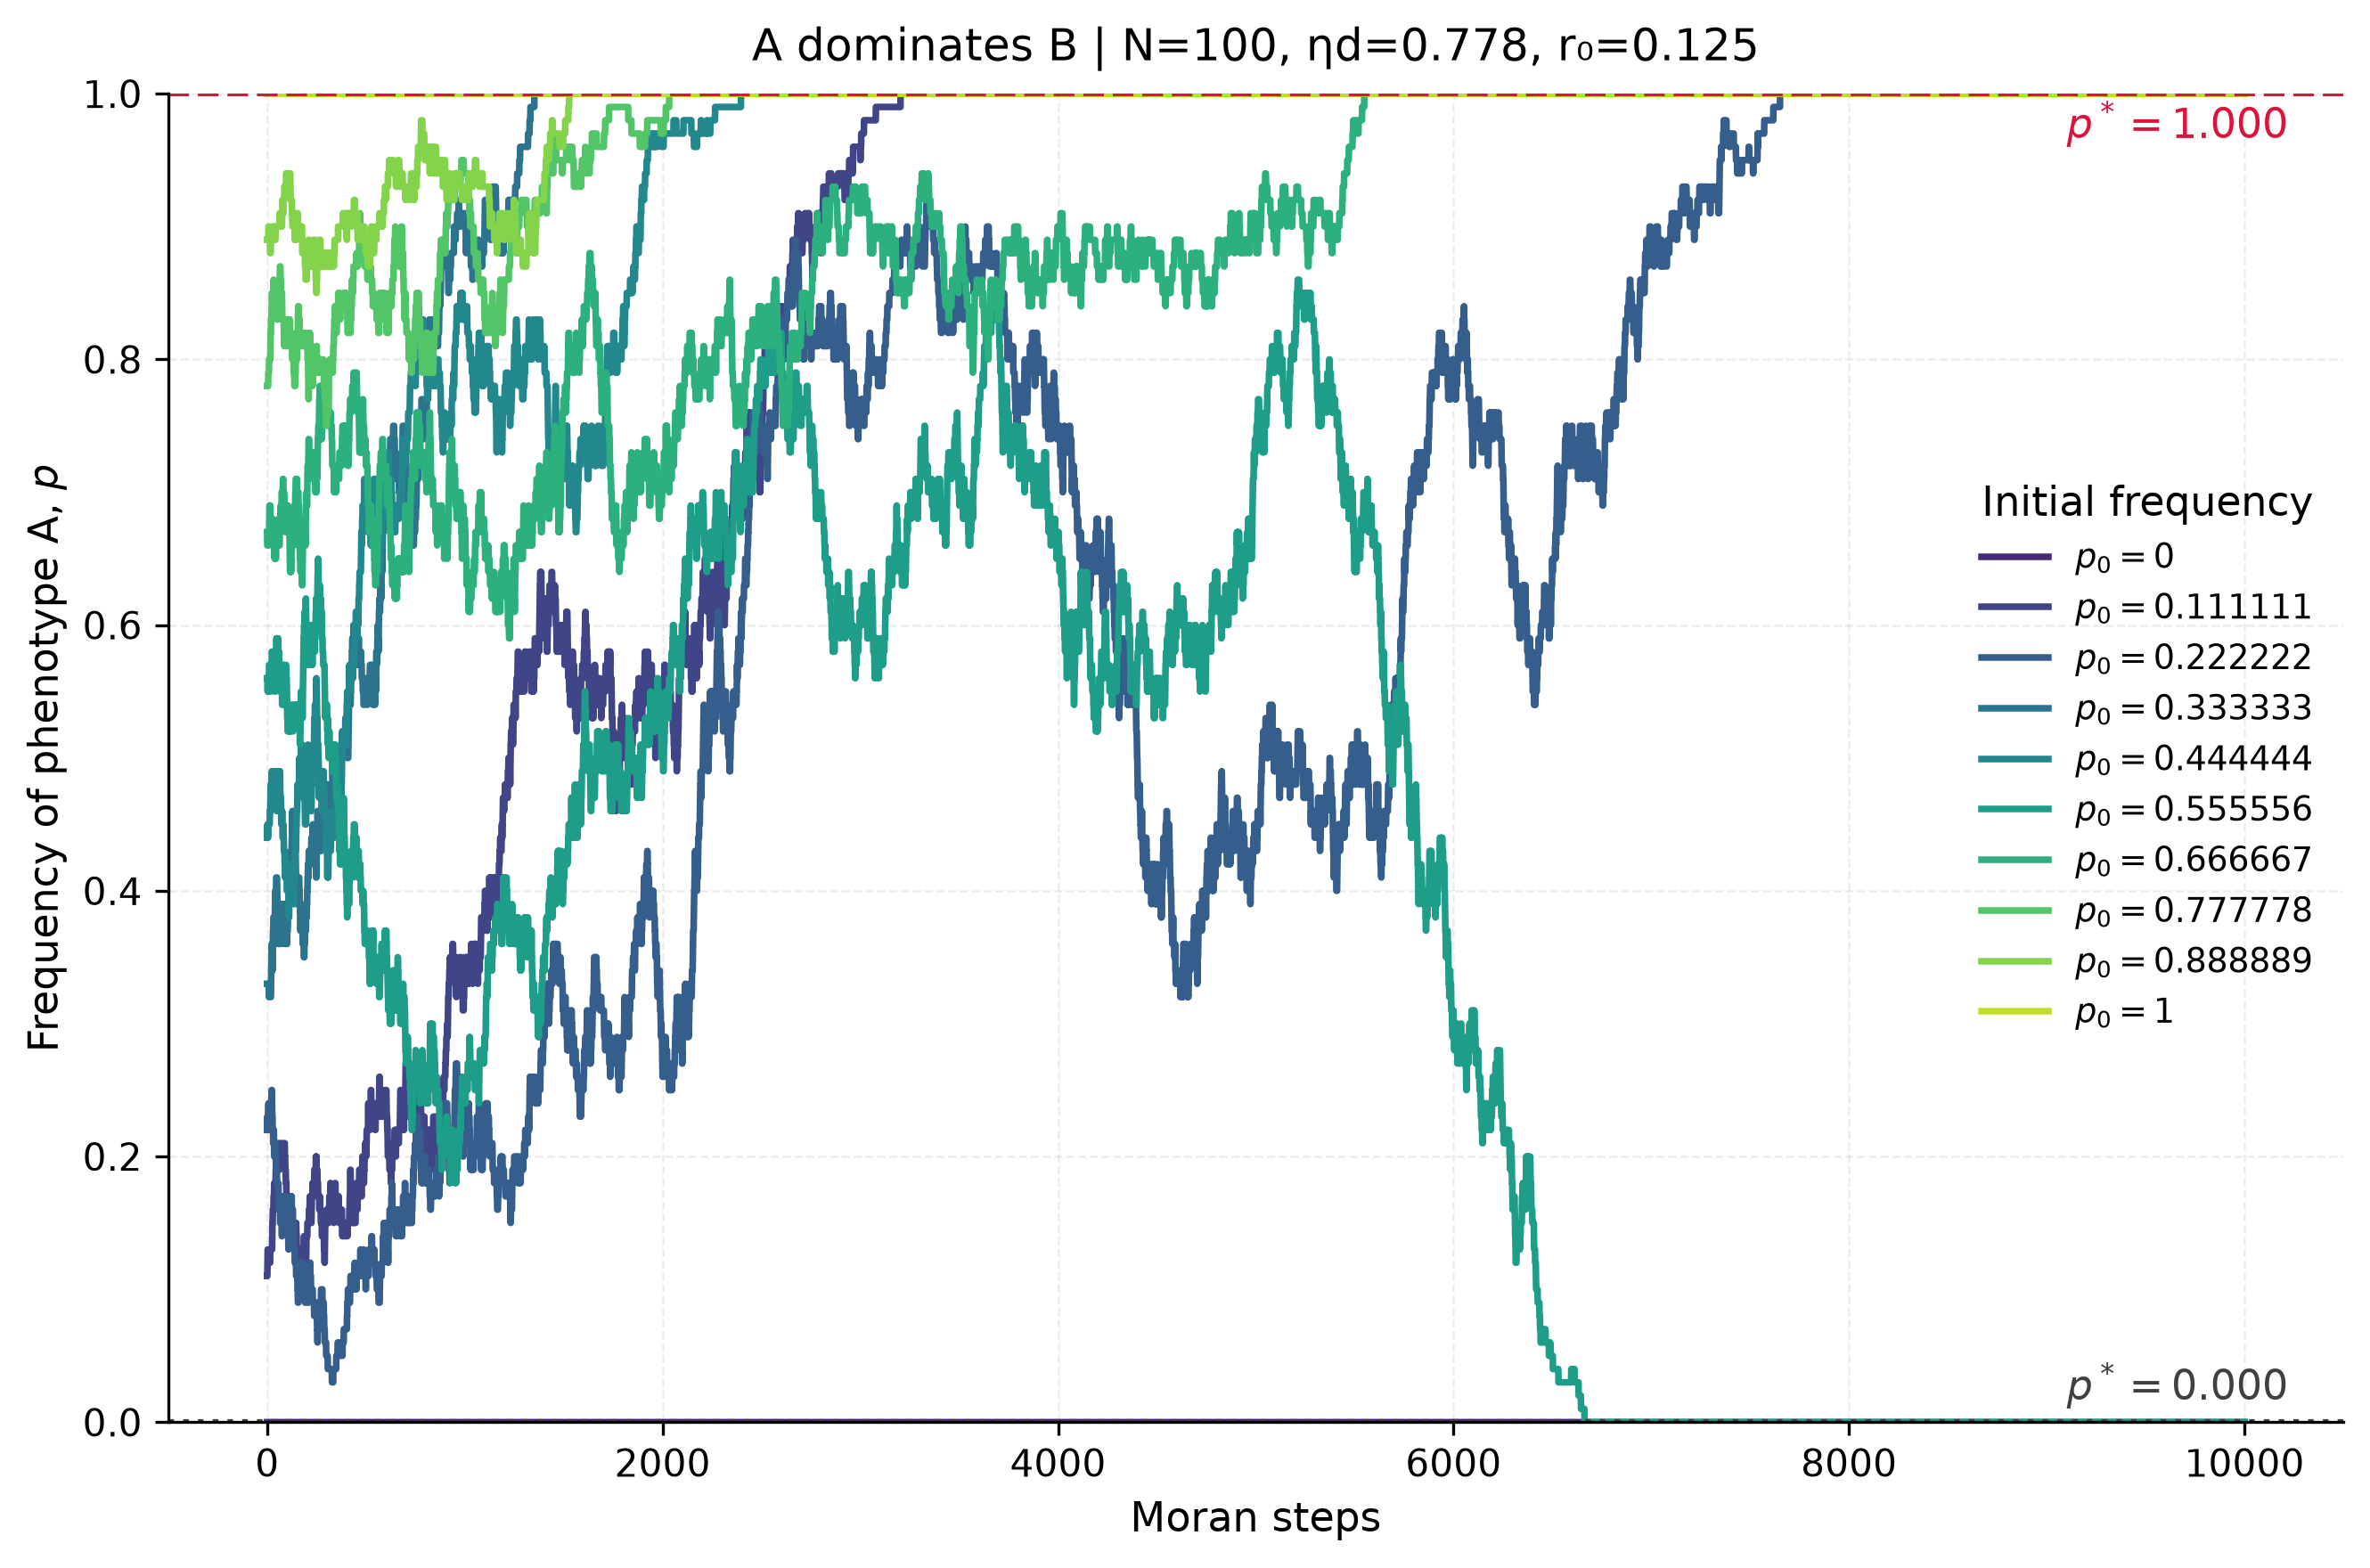 A dominates B | N=100, ηd=0.778, r₀=0.125
1.0
0.8
0.6
0.4
0.2
0.0
Frequency of phenotype A, p
p* = 1.000
Initial frequency
p₀ = 0
p₀ = 0.111111
p₀ = 0.222222
p₀ = 0.333333
p₀ = 0.444444
p₀ = 0.555556
p₀ = 0.666667
p₀ = 0.777778
p₀ = 0.888889
p₀ = 1
p* = 0.000
0 2000 4000 6000 8000 10000
Moran steps